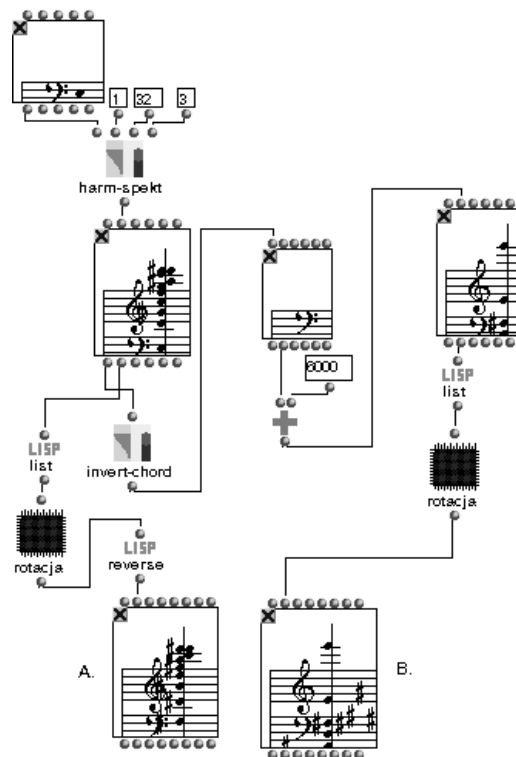 1 32 3
harm-spekt
6000
LISP
list
LISP
list
invert-chord
rotacja
rotacja
LISP
reverse
A.
B.